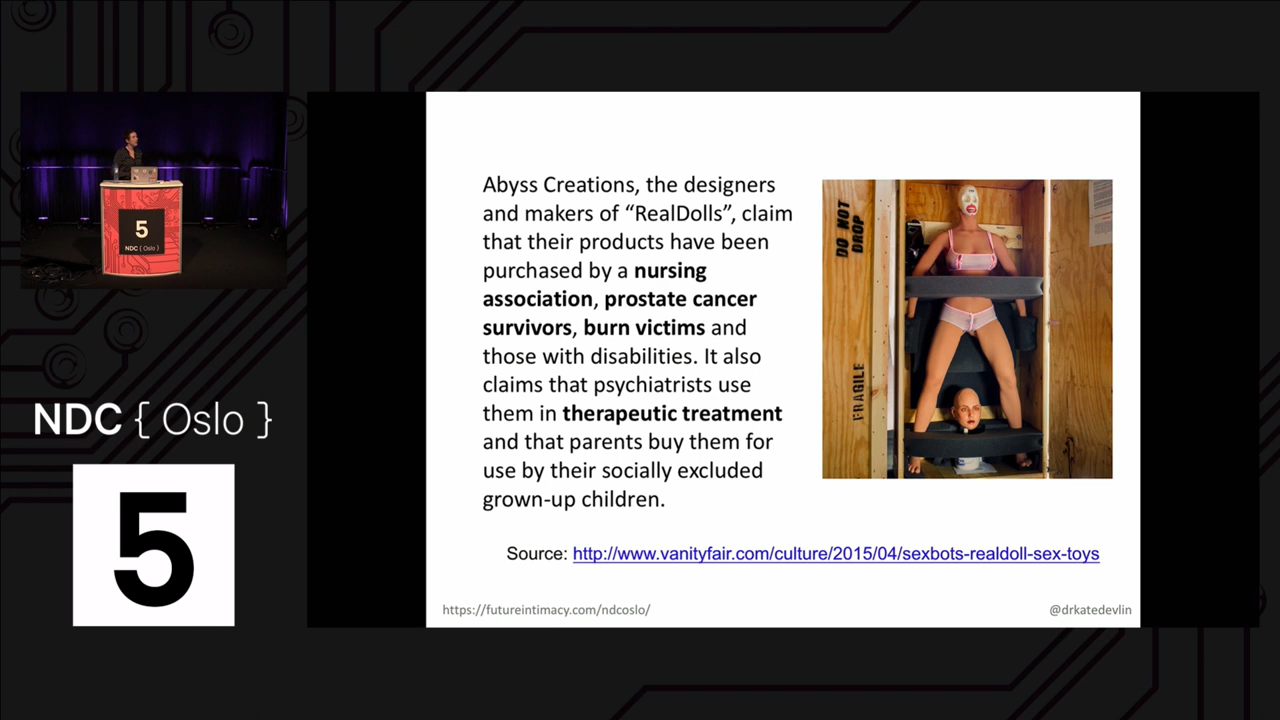 5
NDC { Oslo }
NDC { Oslo }
5
Abyss Creations, the designers
and makers of “RealDolls”, claim
that their products have been
purchased by a nursing
association, prostate cancer
survivors, burn victims and
those with disabilities. It also
claims that psychiatrists use
them in therapeutic treatment
and that parents buy them for
use by their socially excluded
grown-up children.
DO NOT
DROP
FRAGILE
Source: http://www.vanityfair.com/culture/2015/04/sexbots-realdoll-sex-toys
https://futureintimacy.com/ndcoslo/
@drkatedevlin